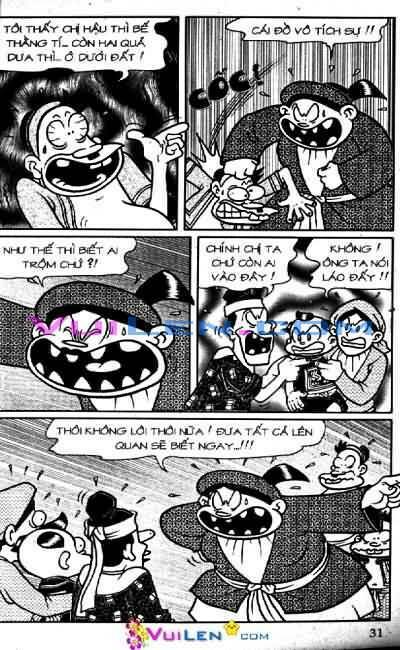 TÔI THẤY CHỊ HẬU THÌ BẾ
THẰNG TÍ... CÒN HAI QUẢ
DƯA THÌ... Ở DƯỚI ĐẤT !
CÁI ĐỒ VÔ TÍCH SỰ !!
CỐC !
NHƯ THẾ THÌ BIẾT AI
TRỘM CHỨ ?!
CHÍNH CHỊ TA
CHỨ CÒN AI
VÀO ĐÂY !
KHÔNG !
ÔNG TA NÓI
LÁO ĐẤY !!
VUILEN.COM
THÔI KHÔNG LÔI THÔI NỮA ! ĐƯA TẤT CẢ LÊN
QUAN SẼ BIẾT NGAY...!!!
31
VUILEN.COM